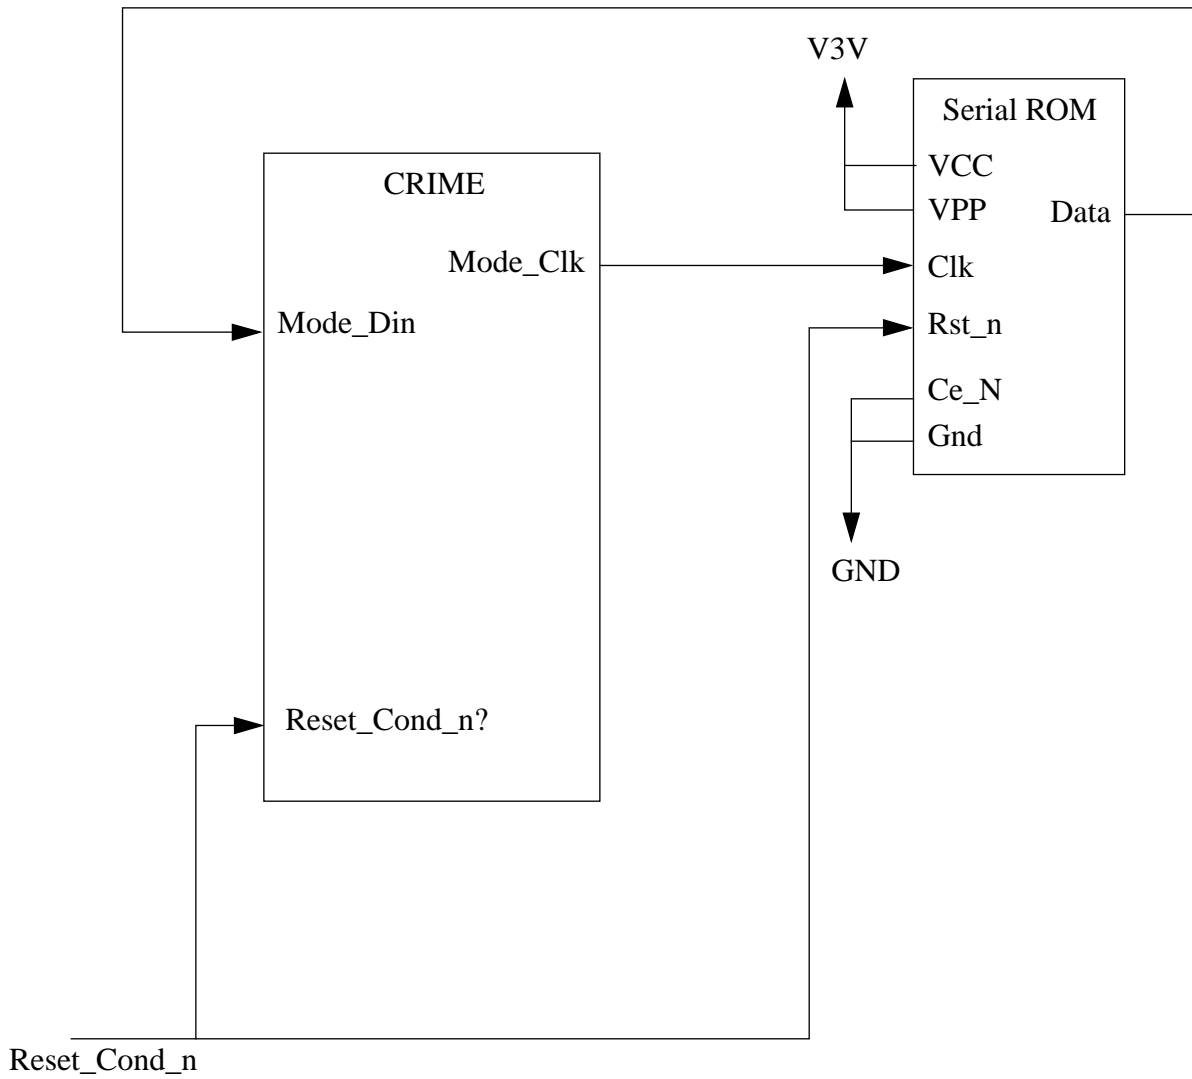 V3V
Serial ROM
CRIME
VCC
VPP
Data
Mode_Clk
Clk
Mode_Din
Rst_n
Ce_N
Gnd
GND
Reset_Cond_n?
Reset_Cond_n